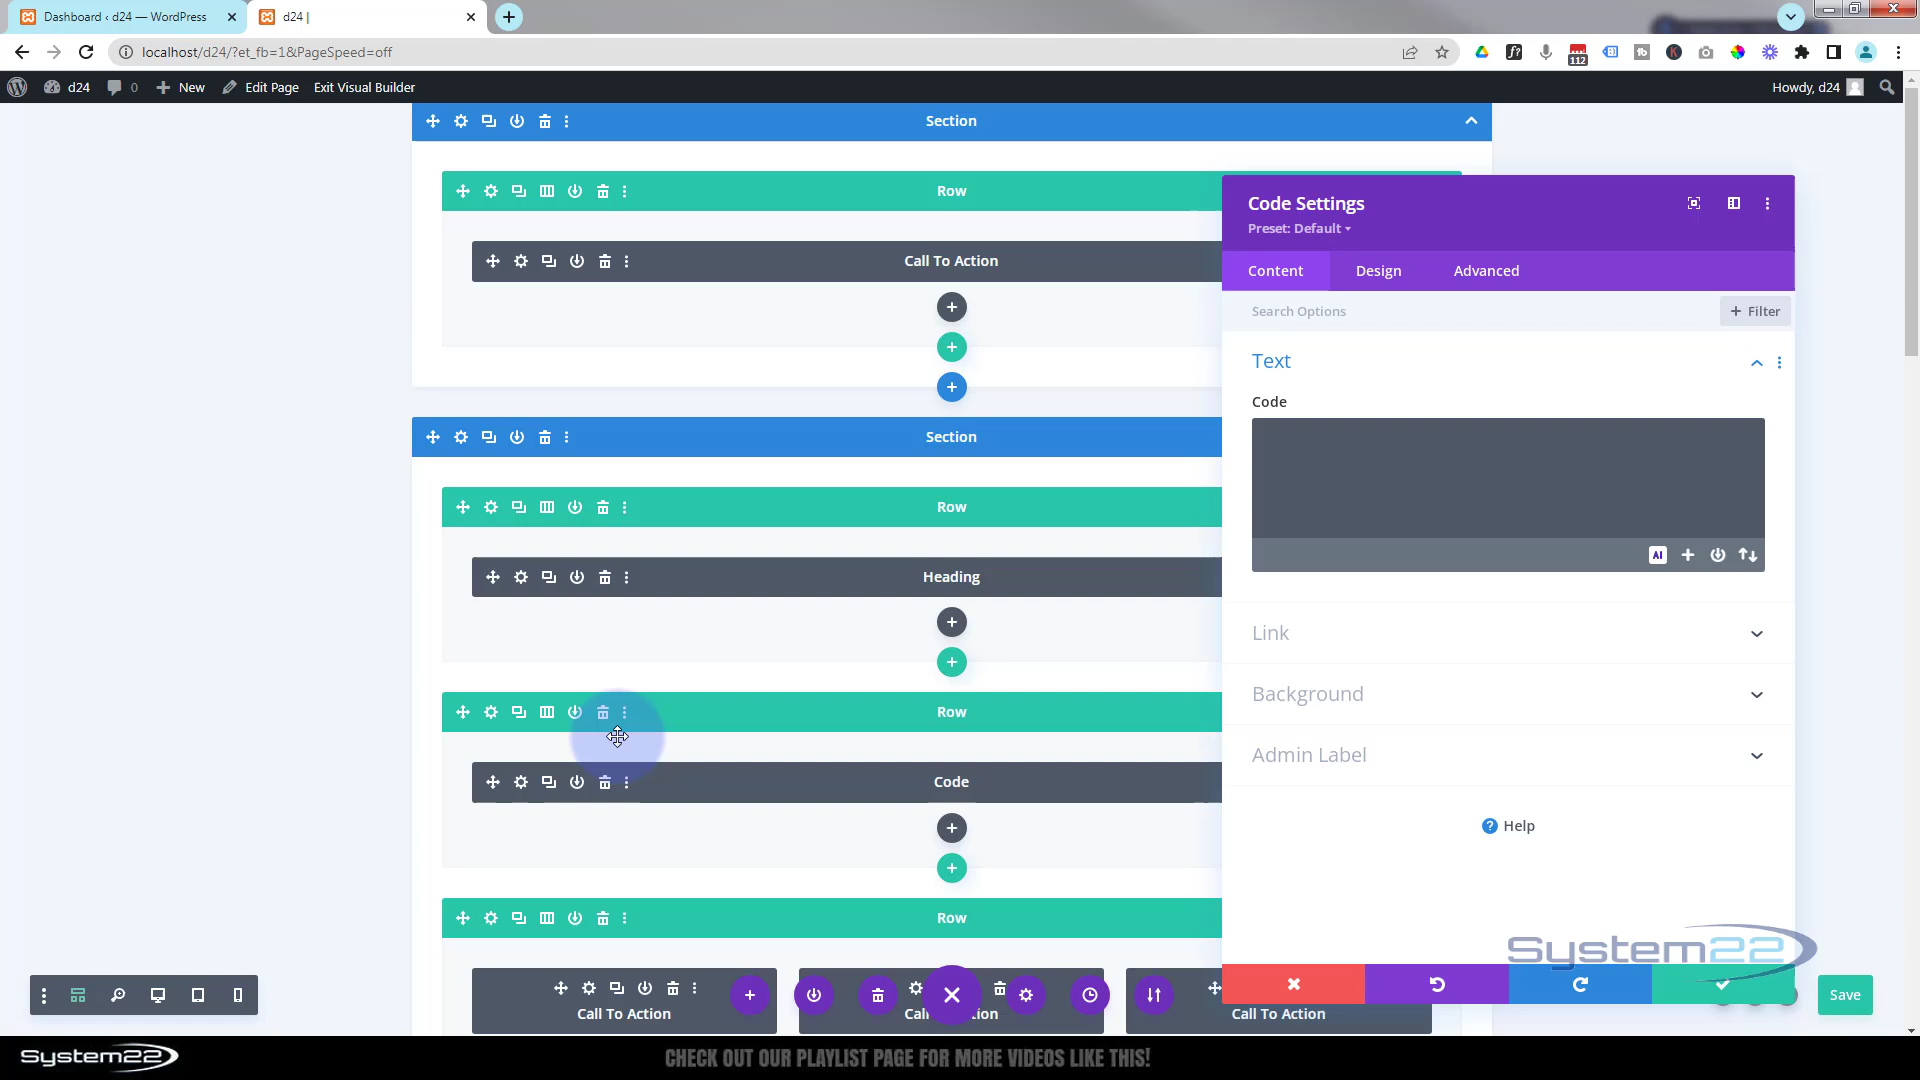 Dashboard ‹ d24 — WordPress
d24 |
localhost/d24/?et_fb=1&PageSpeed=off
112
d24
0
New
Edit Page
Exit Visual Builder
Howdy, d24
Section
Row
Call To Action
Section
Row
Heading
Row
Code
Row
Call To Action
Call To Action
Code Settings
Preset: Default
Content
Design
Advanced
Search Options
Filter
Text
Code
AI
Link
Background
Admin Label
Help
System22
Save
System22
CHECK OUT OUR PLAYLIST PAGE FOR MORE VIDEOS LIKE THIS!